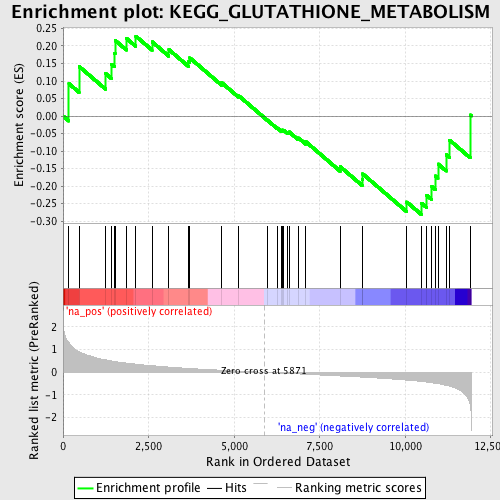 Enrichment plot: KEGG_GLUTATHIONE_METABOLISM
Enrichment score (ES)
0.25
0.20
0.15
0.10
0.05
0.00
-0.05
-0.10
-0.15
-0.20
-0.25
-0.30
'na_pos' (positively correlated)
Ranked list metric (PreRanked)
2
1
0
-1
-2
Zero cross at 5871
'na_neg' (negatively correlated)
0
2,500
5,000
7,500
10,000
12,500
Rank in Ordered Dataset
Enrichment profile
Hits
Ranking metric scores